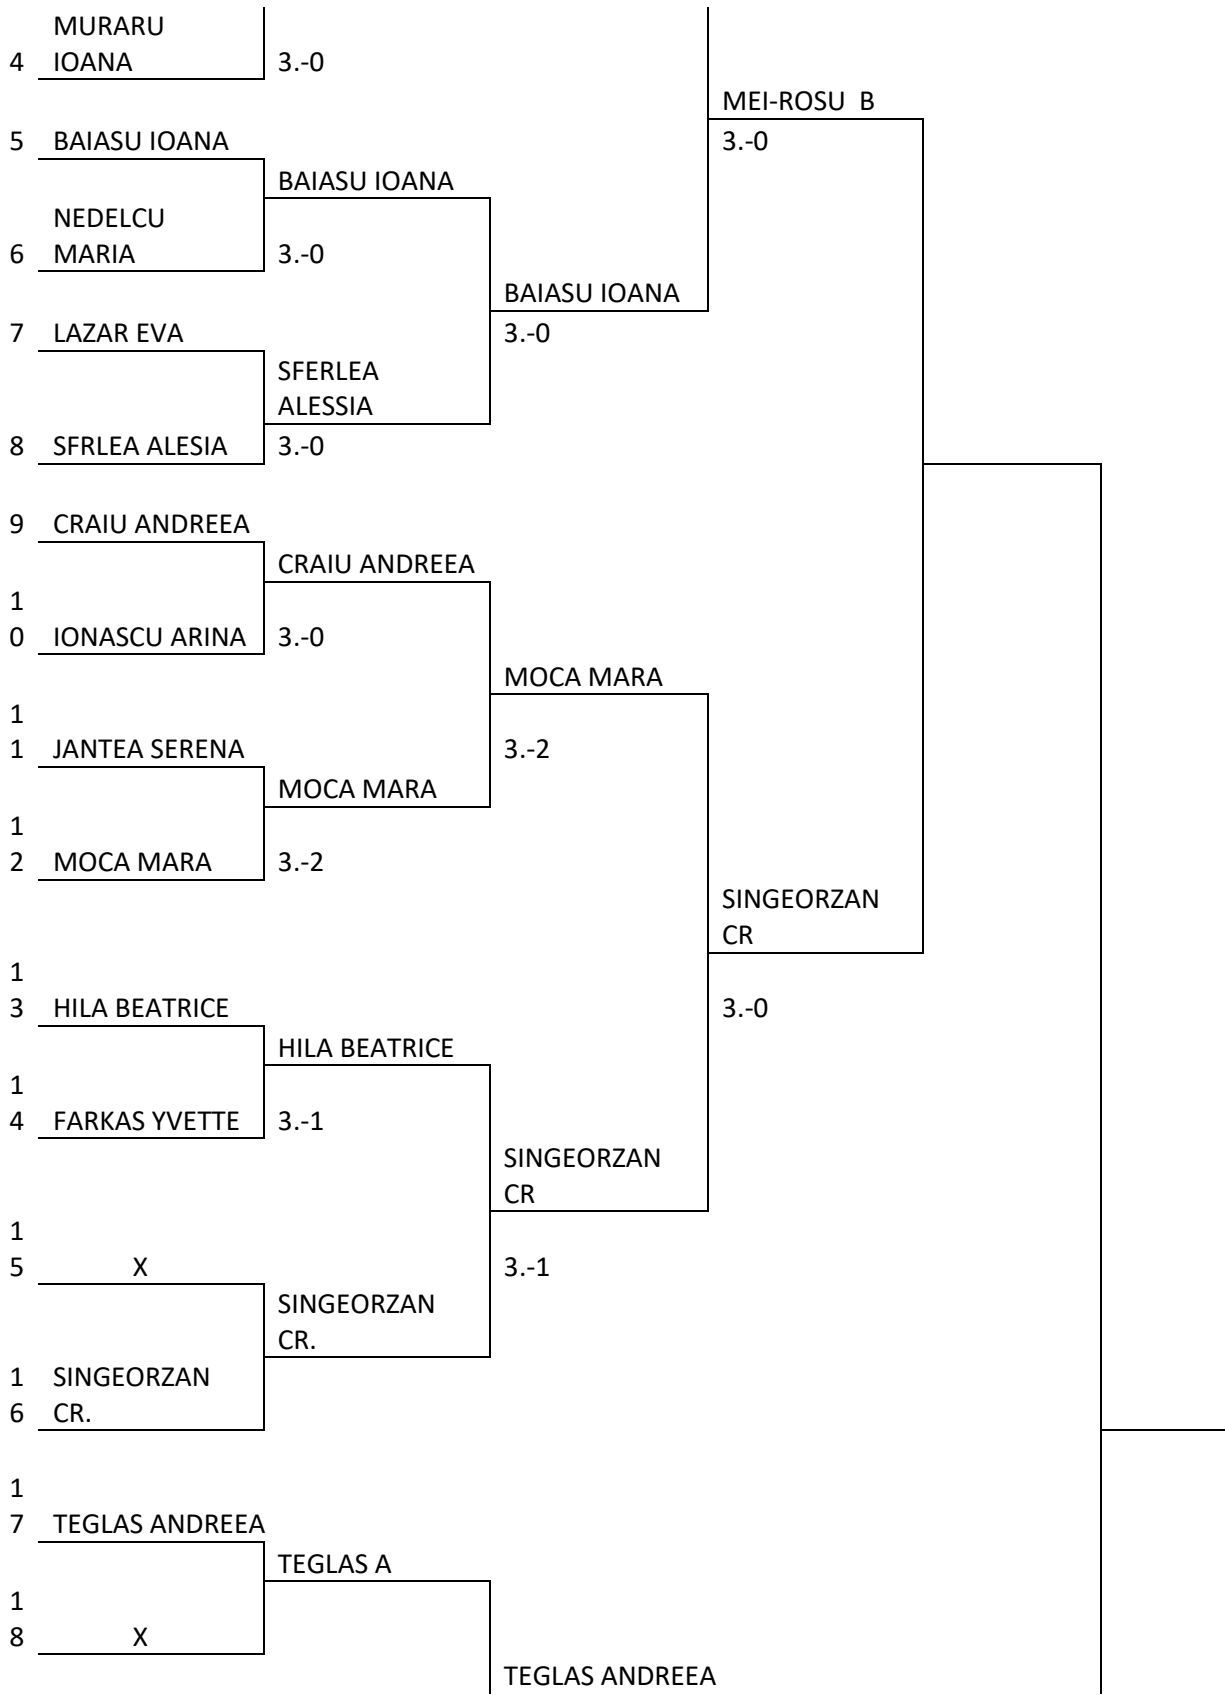 MURARU
4 IOANA 3.-0
MEI-ROSU B
5 BAIASU IOANA 3.-0
BAIASU IOANA
NEDELCU
6 MARIA 3.-0
BAIASU IOANA
7 LAZAR EVA 3.-0
SFERLEA
ALESSIA
8 SFRLEA ALESIA 3.-0
9 CRAIU ANDREEA
CRAIU ANDREEA
1
0 IONASCU ARINA 3.-0
MOCA MARA
1
1 JANTEA SERENA 3.-2
MOCA MARA
1
2 MOCA MARA 3.-2
SINGEORZAN
CR
1
3 HILA BEATRICE 3.-0
HILA BEATRICE
1
4 FARKAS YVETTE 3.-1
SINGEORZAN
CR
1
5 X 3.-1
SINGEORZAN
CR.
1 SINGEORZAN
6 CR.
1
7 TEGLAS ANDREEA
TEGLAS A
1
8 X
TEGLAS ANDREEA